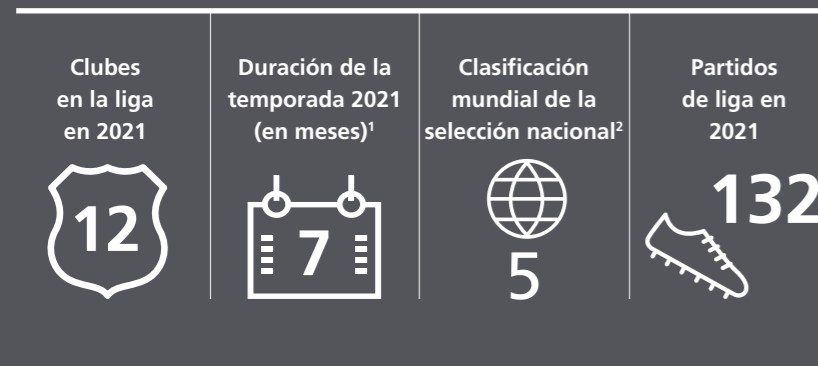 Clubes
en la liga
en 2021
12
Duración de la
temporada 2021
(en meses)¹
7
Clasificación
mundial de la
selección nacional²
5
Partidos
de liga en
2021
132